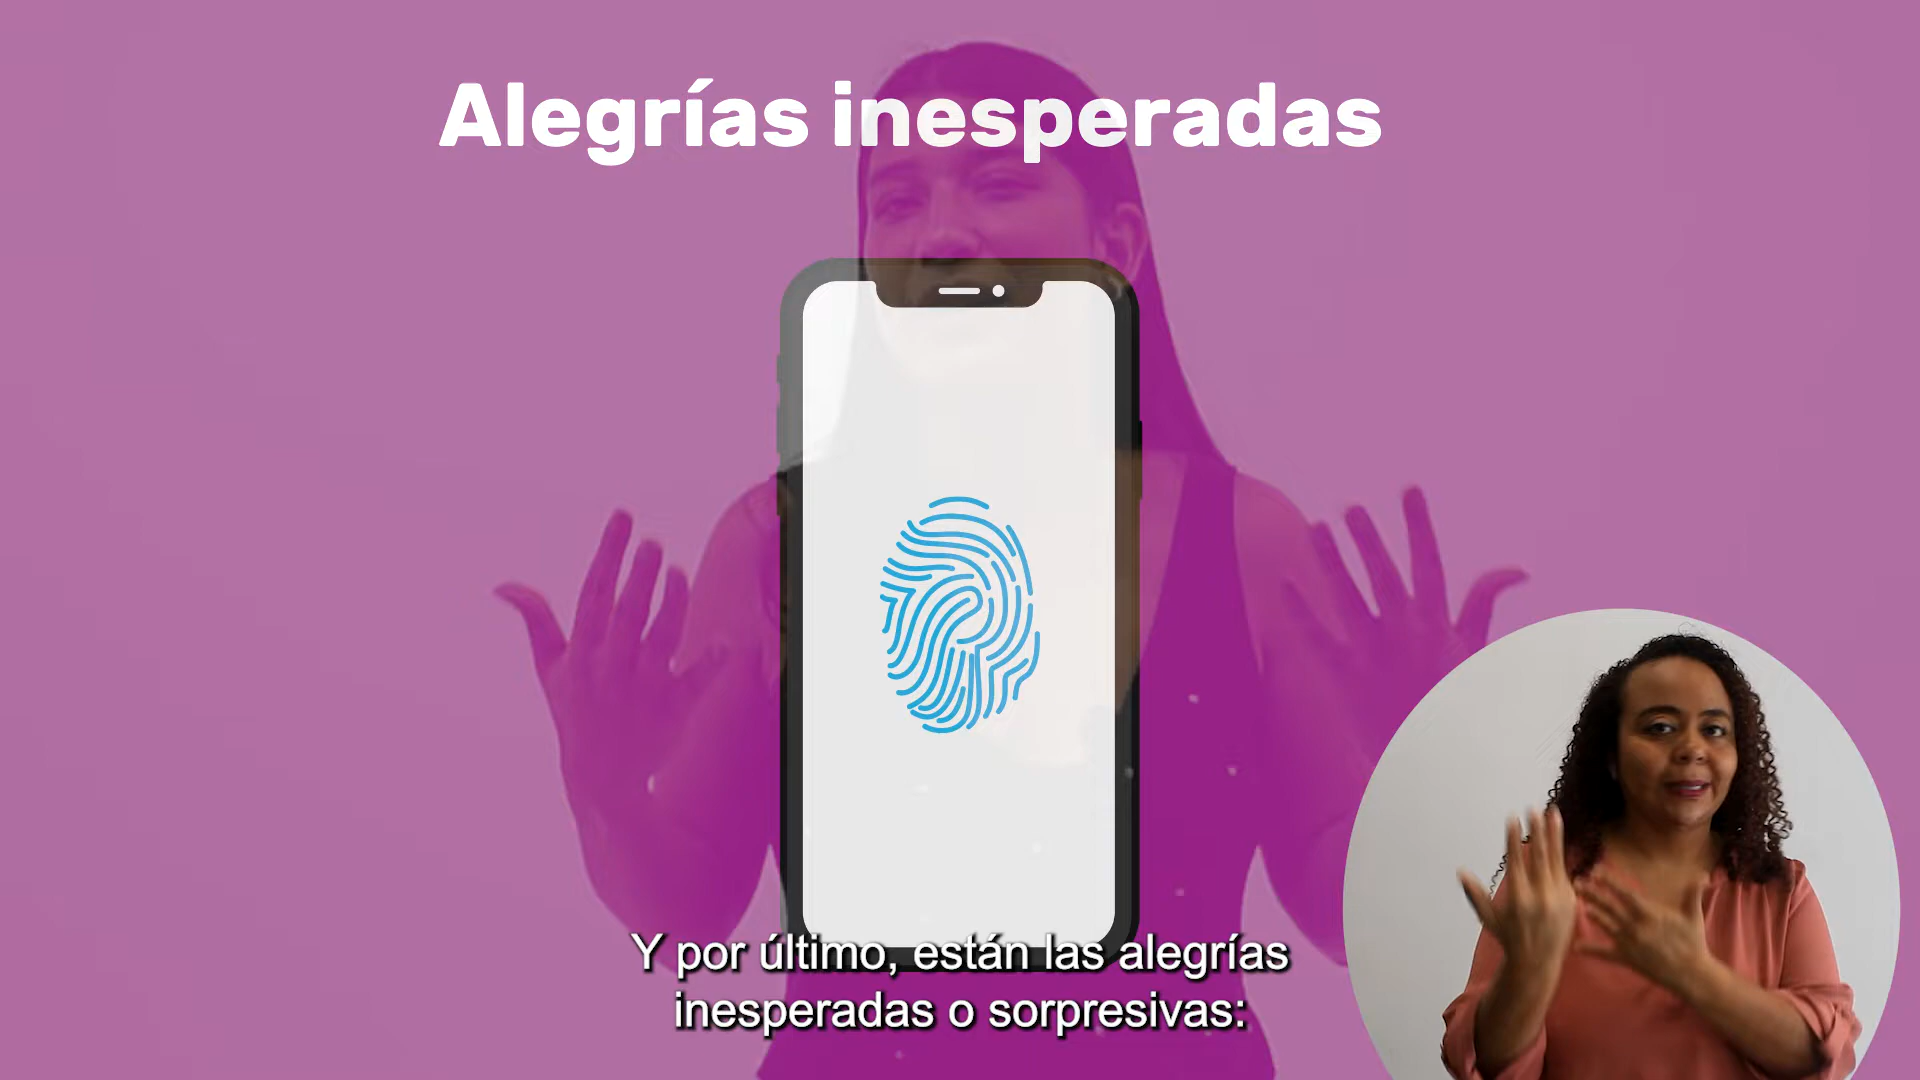 Alegrías inesperadas
Y por último, están las alegrías
inesperadas o sorpresivas: